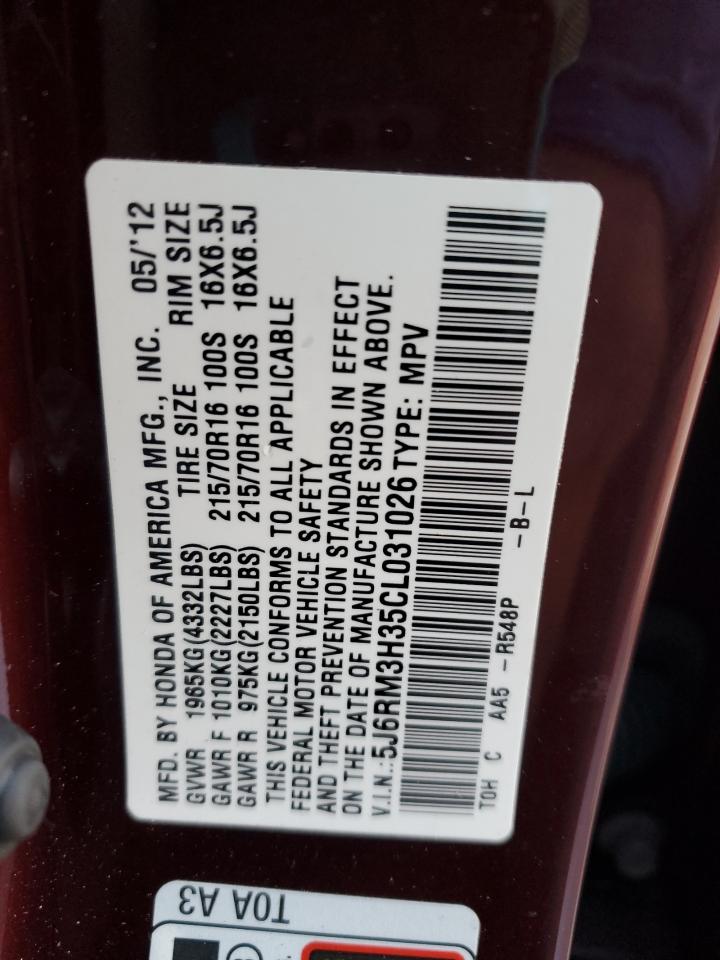 MFD. BY HONDA OF AMERICA MFG., INC. 05/'12
GVWR 1965KG(4332LBS) TIRE SIZE RIM SIZE
GAWR F 1010KG(2227LBS) 215/70R16 100S 16X6.5J
GAWR R 975KG(2150LBS) 215/70R16 100S 16X6.5J
THIS VEHICLE CONFORMS TO ALL APPLICABLE
FEDERAL MOTOR VEHICLE SAFETY
AND THEFT PREVENTION STANDARDS IN EFFECT
ON THE DATE OF MANUFACTURE SHOWN ABOVE.
V.I.N.:5J6RM3H35CL031026 TYPE: MPV
T0H C AA5 -R548P -B-L
T0A A3